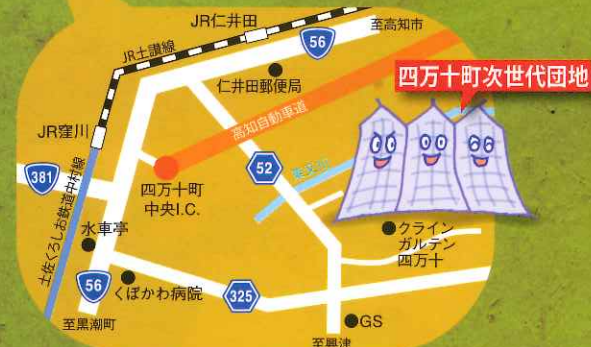 JR仁井田
至高知市
56
JR土讃線
仁井田郵便局
四万十町次世代団地
高知自動車道
JR窪川
381
52
東又川
四万十町
中央I.C.
土佐くろしお鉄道中村線
水車亭
クライン
ガルテン
四万十
56
くぼかわ病院
325
至黒潮町
GS
至興津